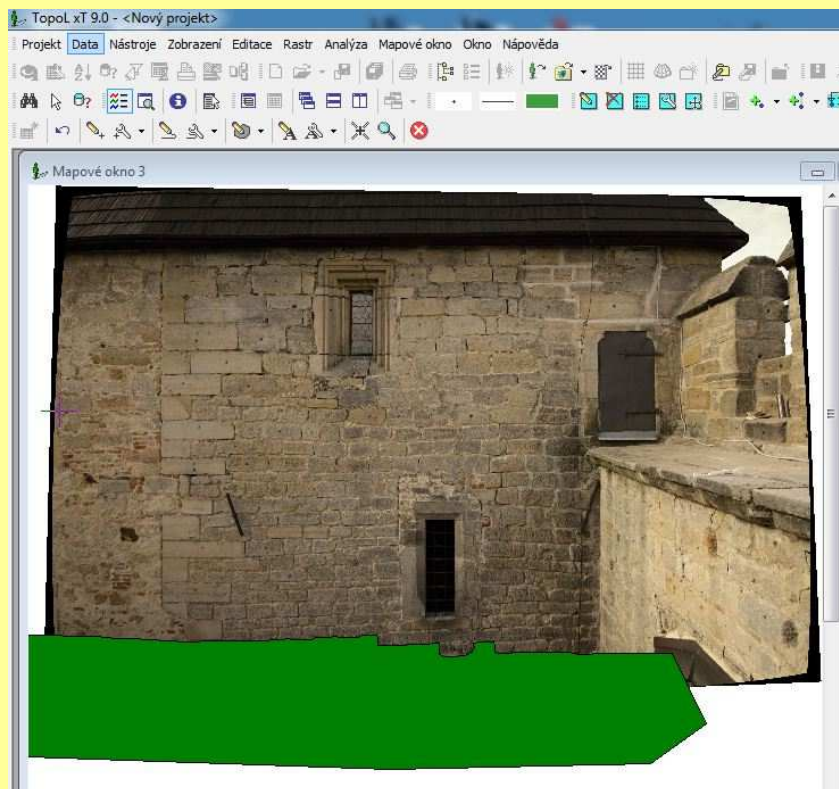 TopoL xT 9.0 - <Nový projekt>
Projekt Data Nástroje Zobrazení Editace Rastr Analýza Mapové okno Okno Nápověda
Mapové okno 3